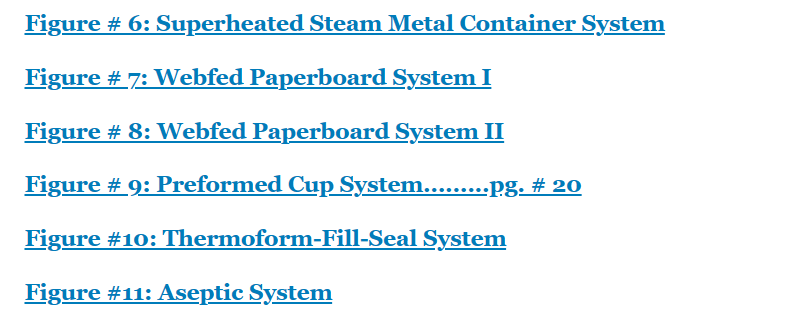 Figure # 6: Superheated Steam Metal Container System
Figure # 7: Webfed Paperboard System I
Figure # 8: Webfed Paperboard System II
Figure # 9: Preformed Cup System.........pg. # 20
Figure #10: Thermoform-Fill-Seal System
Figure #11: Aseptic System